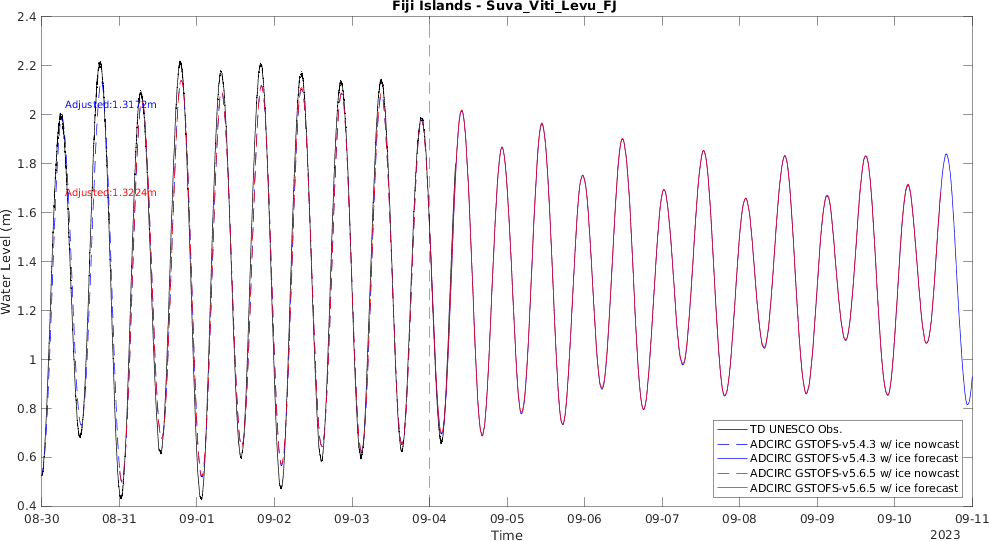 Fiji Islands - Suva_Viti_Levu_FJ
2.4
2.2
2
1.8
1.6
1.4
1.2
1
0.8
0.6
0.4
Water Level (m)
Adjusted:1.3172m
Adjusted:1.3224m
TD UNESCO Obs.
ADCIRC GSTOFS-v5.4.3 w/ ice nowcast
ADCIRC GSTOFS-v5.4.3 w/ ice forecast
ADCIRC GSTOFS-v5.6.5 w/ ice nowcast
ADCIRC GSTOFS-v5.6.5 w/ ice forecast
08-30 08-31 09-01 09-02 09-03 09-04 09-05 09-06 09-07 09-08 09-09 09-10 09-11
Time
2023